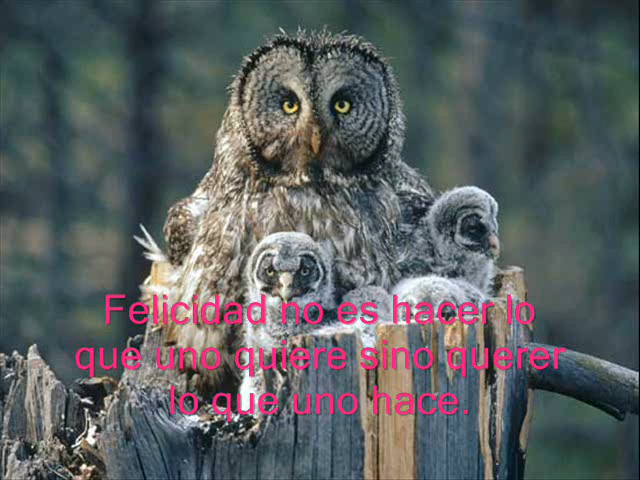 Felicidad no es hacer lo
que uno quiere sino querer
lo que uno hace.